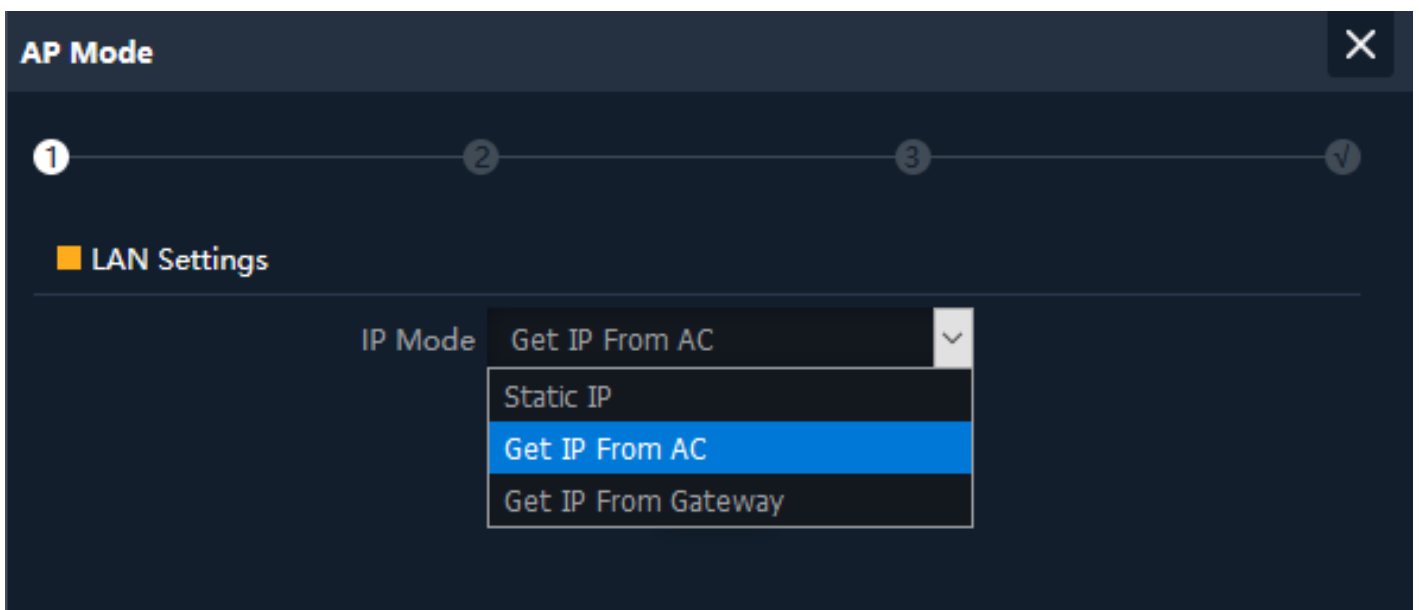 AP Mode
1 2 3 √
LAN Settings
IP Mode Get IP From AC
Static IP
Get IP From AC
Get IP From Gateway